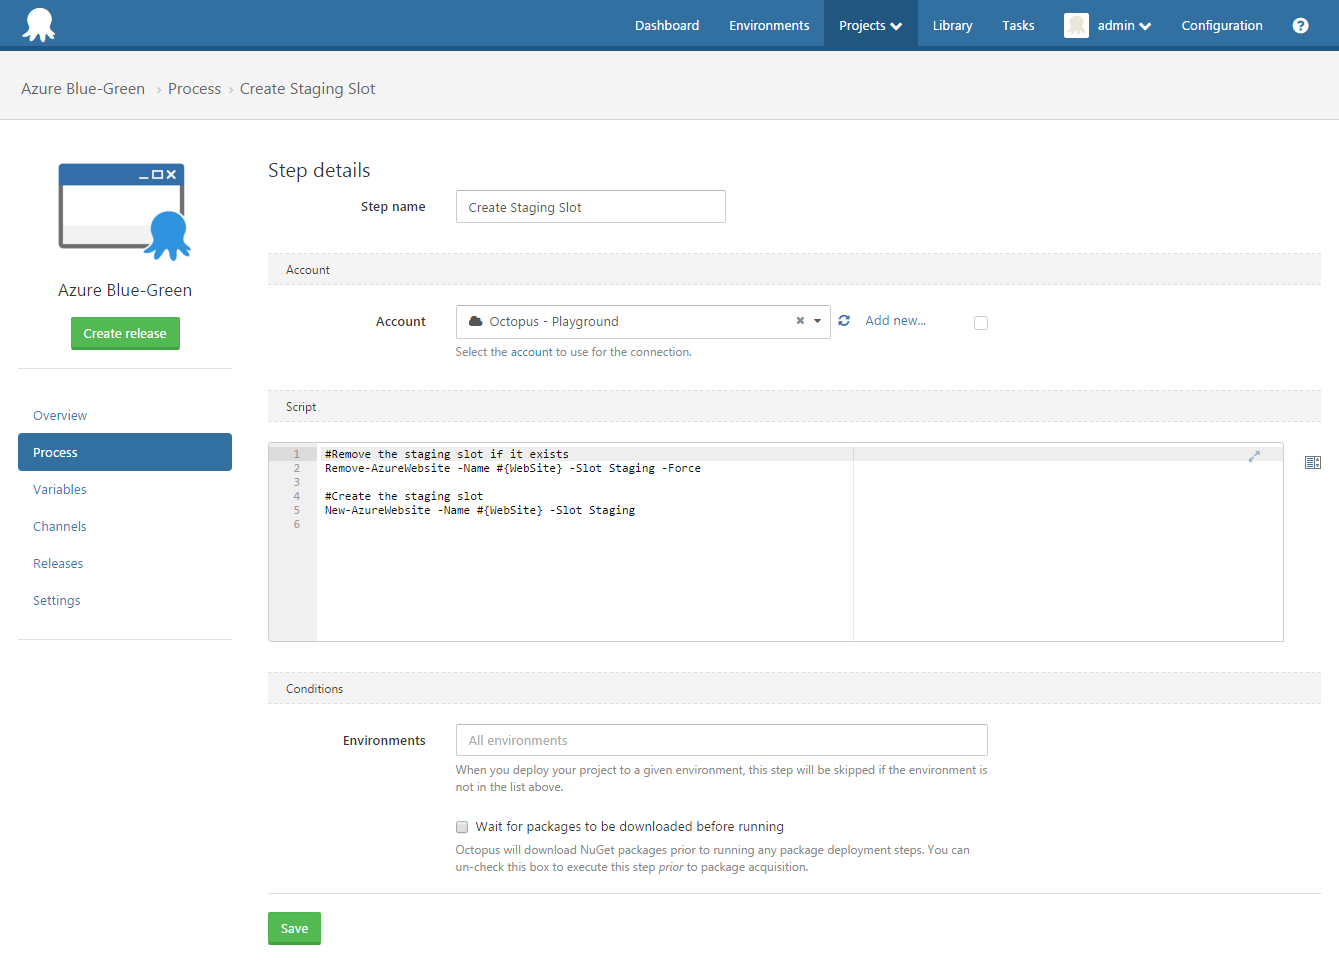 Dashboard Environments Projects Library Tasks admin Configuration ?
Azure Blue-Green › Process › Create Staging Slot
Azure Blue-Green
Create release
Overview
Process
Variables
Channels
Releases
Settings
Step details
Step name Create Staging Slot
Account
Account Octopus - Playground Add new...
Select the account to use for the connection.
Script
1 #Remove the staging slot if it exists
2 Remove-AzureWebsite -Name #{WebSite} -Slot Staging -Force
3
4 #Create the staging slot
5 New-AzureWebsite -Name #{WebSite} -Slot Staging
6
Conditions
Environments All environments
When you deploy your project to a given environment, this step will be skipped if the environment is
not in the list above.
Wait for packages to be downloaded before running
Octopus will download NuGet packages prior to running any package deployment steps. You can
un-check this box to execute this step prior to package acquisition.
Save